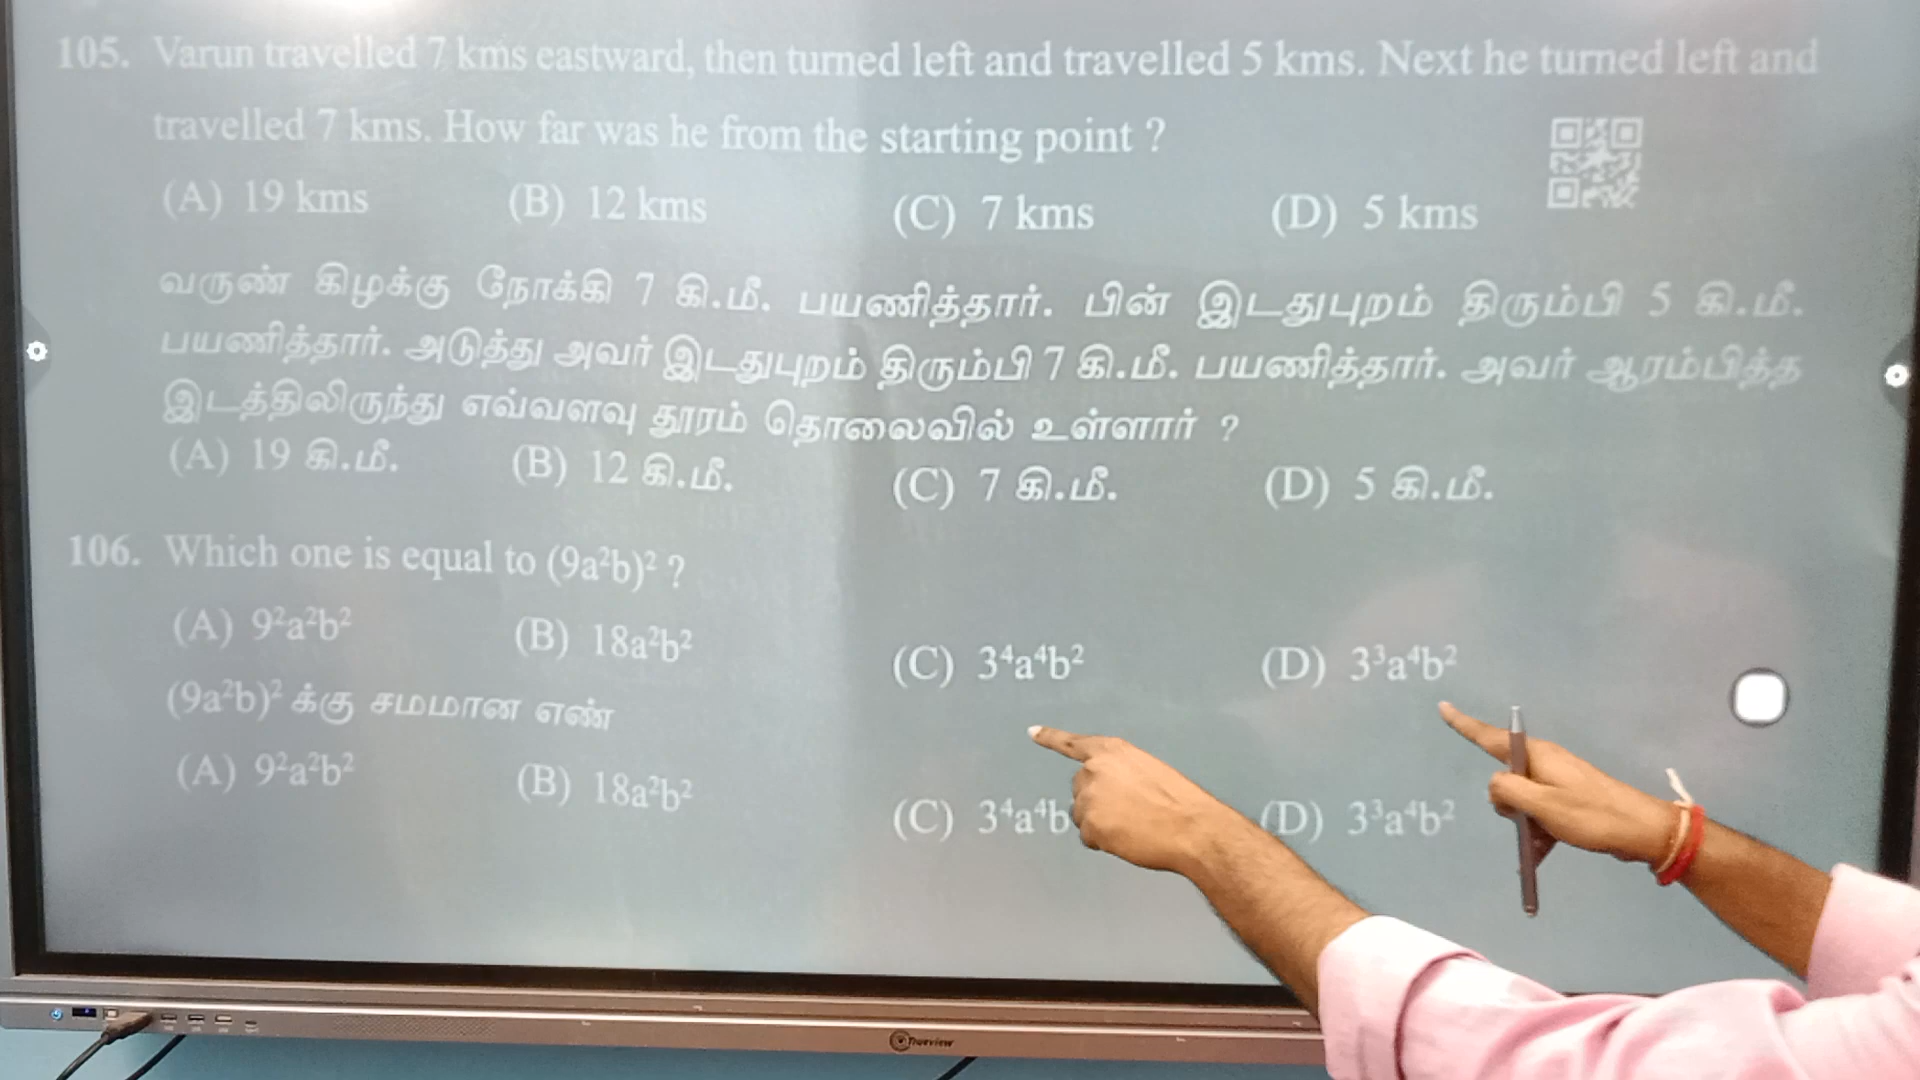 105. Varun travelled 7 kms eastward, then turned left and travelled 5 kms. Next he turned left and
travelled 7 kms. How far was he from the starting point ?
(A) 19 kms (B) 12 kms (C) 7 kms (D) 5 kms
வருண் கிழக்கு நோக்கி 7 கி.மீ. பயணித்தார். பின் இடதுபுறம் திரும்பி 5 கி.மீ.
பயணித்தார். அடுத்து அவர் இடதுபுறம் திரும்பி 7 கி.மீ. பயணித்தார். அவர் ஆரம்பித்த
இடத்திலிருந்து எவ்வளவு தூரம் தொலைவில் உள்ளார் ?
(A) 19 கி.மீ. (B) 12 கி.மீ. (C) 7 கி.மீ. (D) 5 கி.மீ.
106. Which one is equal to (9a²b)² ?
(A) 9²a²b² (B) 18a²b² (C) 3⁴a⁴b² (D) 3³a⁴b²
(9a²b)² க்கு சமமான எண்
(A) 9²a²b² (B) 18a²b² (C) 3⁴a⁴b (D) 3³a⁴b²
Trueview